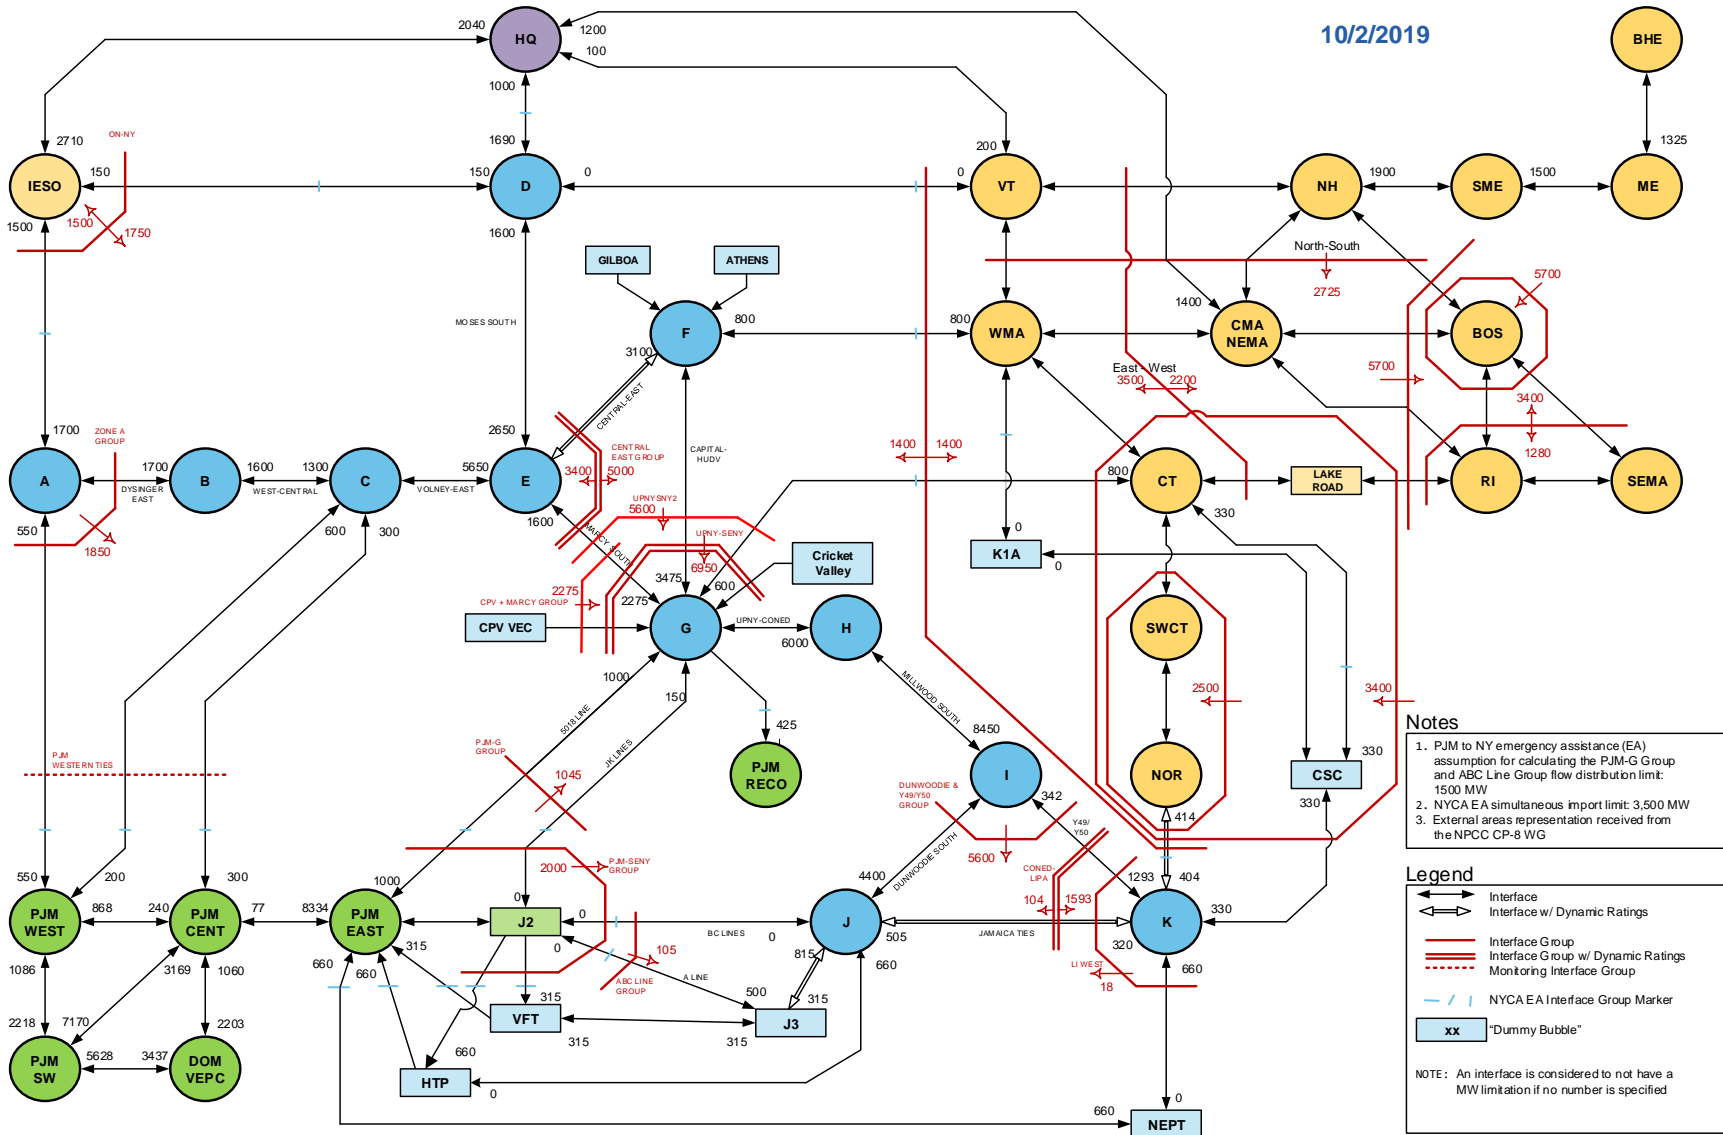 10/2/2019
HQ
2040
1200
100
1000
BHE
1325
2710
ON-NY
1690
200
IESO
150
150
D
0
0
VT
NH
1900
SME
1500
ME
1500
1500
1750
1600
GILBOA
ATHENS
North-South
2725
5700
MOSES SOUTH
F
800
3100
800
WMA
1400
CMA
NEMA
BOS
CENTRAL-EAST
East - West
3500
2200
5700
3400
1280
2650
1700
ZONE A
GROUP
A
1700
DYSINGER
EAST
B
1600
WEST-CENTRAL
1300
C
5650
VOLNEY-EAST
E
CENTRAL
EAST GROUP
3400
5000
CAPITAL-
HUDV
1400
1400
800
CT
330
LAKE
ROAD
RI
SEMA
550
1850
600
300
1600
MARCY SOUTH
UPNYSNY2
5600
UPNY-SENY
6950
0
K1A
0
Cricket
Valley
3475
600
2275
2275
CPV + MARCY GROUP
CPV VEC
G
UPNY-CONED
H
6000
SWCT
1000
150
MILLWOOD SOUTH
2500
3400
5018 LINE
JK LINES
425
PJM
RECO
8450
I
342
NOR
414
330
CSC
330
PJM
WESTERN TIES
PJM-G
GROUP
1045
DUNWOODIE &
Y49/Y50
GROUP
Y49/
Y50
5600
DUNWOODIE SOUTH
CONED-
LIPA
104
1593
1293
404
2000
PJM-SENY
GROUP
550
200
300
1000
0
4400
PJM
WEST
868
240
PJM
CENT
77
8334
PJM
EAST
J2
0
BC LINES
0
J
505
JAMAICA TIES
320
K
330
0
315
1086
3169
1060
660
660
105
ABC LINE
GROUP
A LINE
815
660
LI WEST
18
660
2218
7170
2203
315
VFT
315
500
J3
315
315
PJM
SW
5628
3437
DOM
VEPC
660
HTP
0
660
0
NEPT
Notes
1. PJM to NY emergency assistance (EA)
assumption for calculating the PJM-G Group
and ABC Line Group flow distribution limit:
1500 MW
2. NYCA EA simultaneous import limit: 3,500 MW
3. External areas representation received from
the NPCC CP-8 WG
Legend
Interface
Interface w/ Dynamic Ratings
Interface Group
Interface Group w/ Dynamic Ratings
Monitoring Interface Group
NYCA EA Interface Group Marker
xx
"Dummy Bubble"
NOTE: An interface is considered to not have a
MW limitation if no number is specified